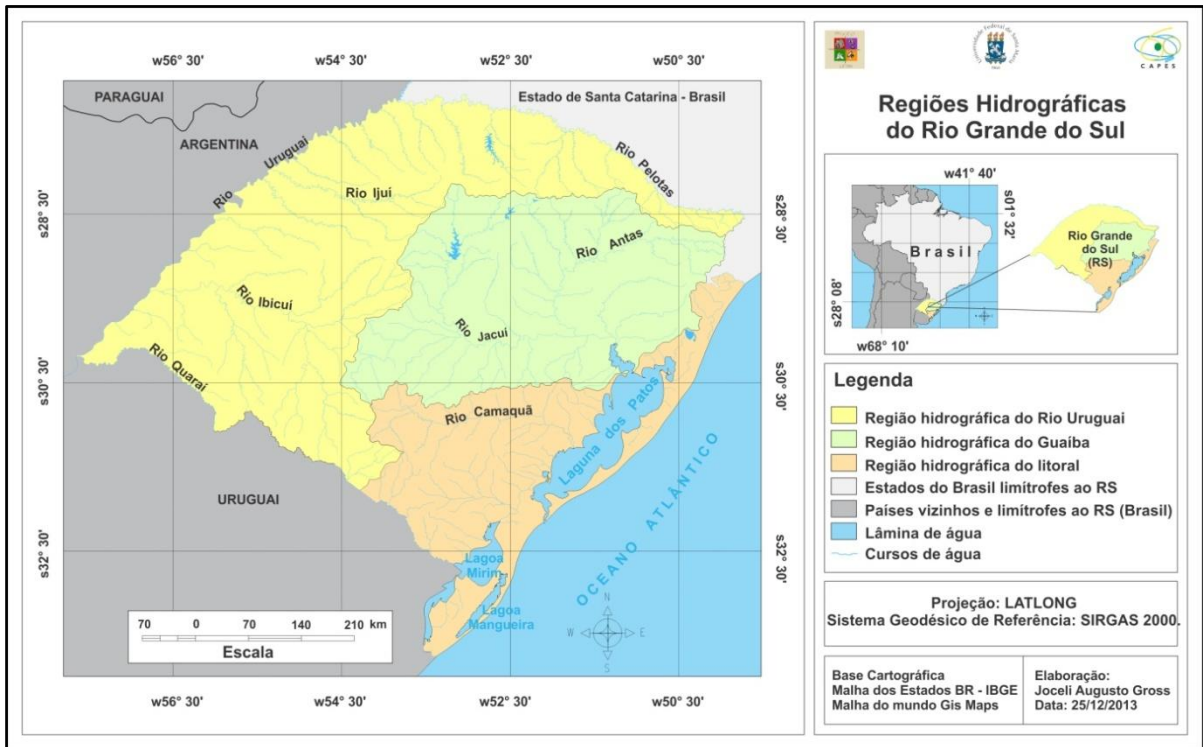 w56° 30'
w54° 30'
w52° 30'
w50° 30'
PARAGUAI
ARGENTINA
Estado de Santa Catarina - Brasil
Rio Uruguai
Rio Ijui
Rio Pelotas
s28° 30'
s28° 30'
Rio Antas
Rio Ibicuí
Rio Jacuí
Rio Quaraí
s30° 30'
s30° 30'
Rio Camaquã
Laguna dos Patos
URUGUAI
OCEANO ATLÂNTICO
s32° 30'
s32° 30'
Lagoa
Mirim
Lagoa
Mangueira
N
W
E
S
70 0 70 140 210 km
Escala
w56° 30'
w54° 30'
w52° 30'
w50° 30'
CAPES
Regiões Hidrográficas
do Rio Grande do Sul
w41° 40'
s01° 32'
Brasil
Rio Grande
do Sul
(RS)
s28° 80'
w68° 10'
Legenda
Região hidrográfica do Rio Uruguai
Região hidrográfica do Guaíba
Região hidrográfica do litoral
Estados do Brasil limítrofes ao RS
Países vizinhos e limítrofes ao RS (Brasil)
Lâmina de água
Cursos de água
Projeção: LATLONG
Sistema Geodésico de Referência: SIRGAS 2000.
Base Cartográfica
Malha dos Estados BR - IBGE
Malha do mundo Gis Maps
Elaboração:
Joceli Augusto Gross
Data: 25/12/2013